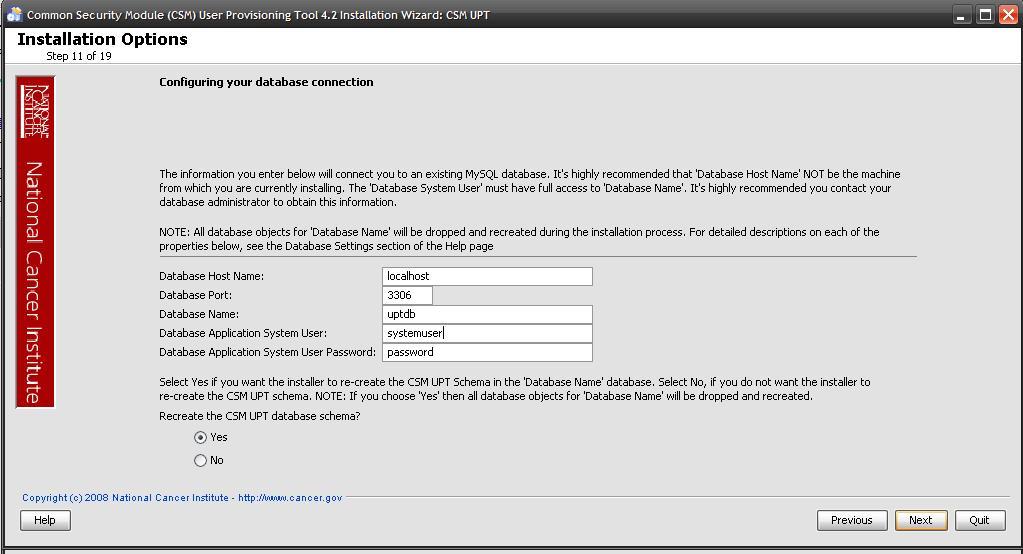 Common Security Module (CSM) User Provisioning Tool 4.2 Installation Wizard: CSM UPT
Installation Options
Step 11 of 19
NATIONAL
CANCER
INSTITUTE
National Cancer Institute
Configuring your database connection
The information you enter below will connect you to an existing MySQL database. It's highly recommended that 'Database Host Name' NOT be the machine
from which you are currently installing. The 'Database System User' must have full access to 'Database Name'. It's highly recommended you contact your
database administrator to obtain this information.
NOTE: All database objects for 'Database Name' will be dropped and recreated during the installation process. For detailed descriptions on each of the
properties below, see the Database Settings section of the Help page
Database Host Name: localhost
Database Port: 3306
Database Name: uptdb
Database Application System User: systemuser
Database Application System User Password: password
Select Yes if you want the installer to re-create the CSM UPT Schema in the 'Database Name' database. Select No, if you do not want the installer to
re-create the CSM UPT schema. NOTE: If you choose 'Yes' then all database objects for 'Database Name' will be dropped and recreated.
Recreate the CSM UPT database schema?
Yes
No
Copyright (c) 2008 National Cancer Institute - http://www.cancer.gov
Help Previous Next Quit